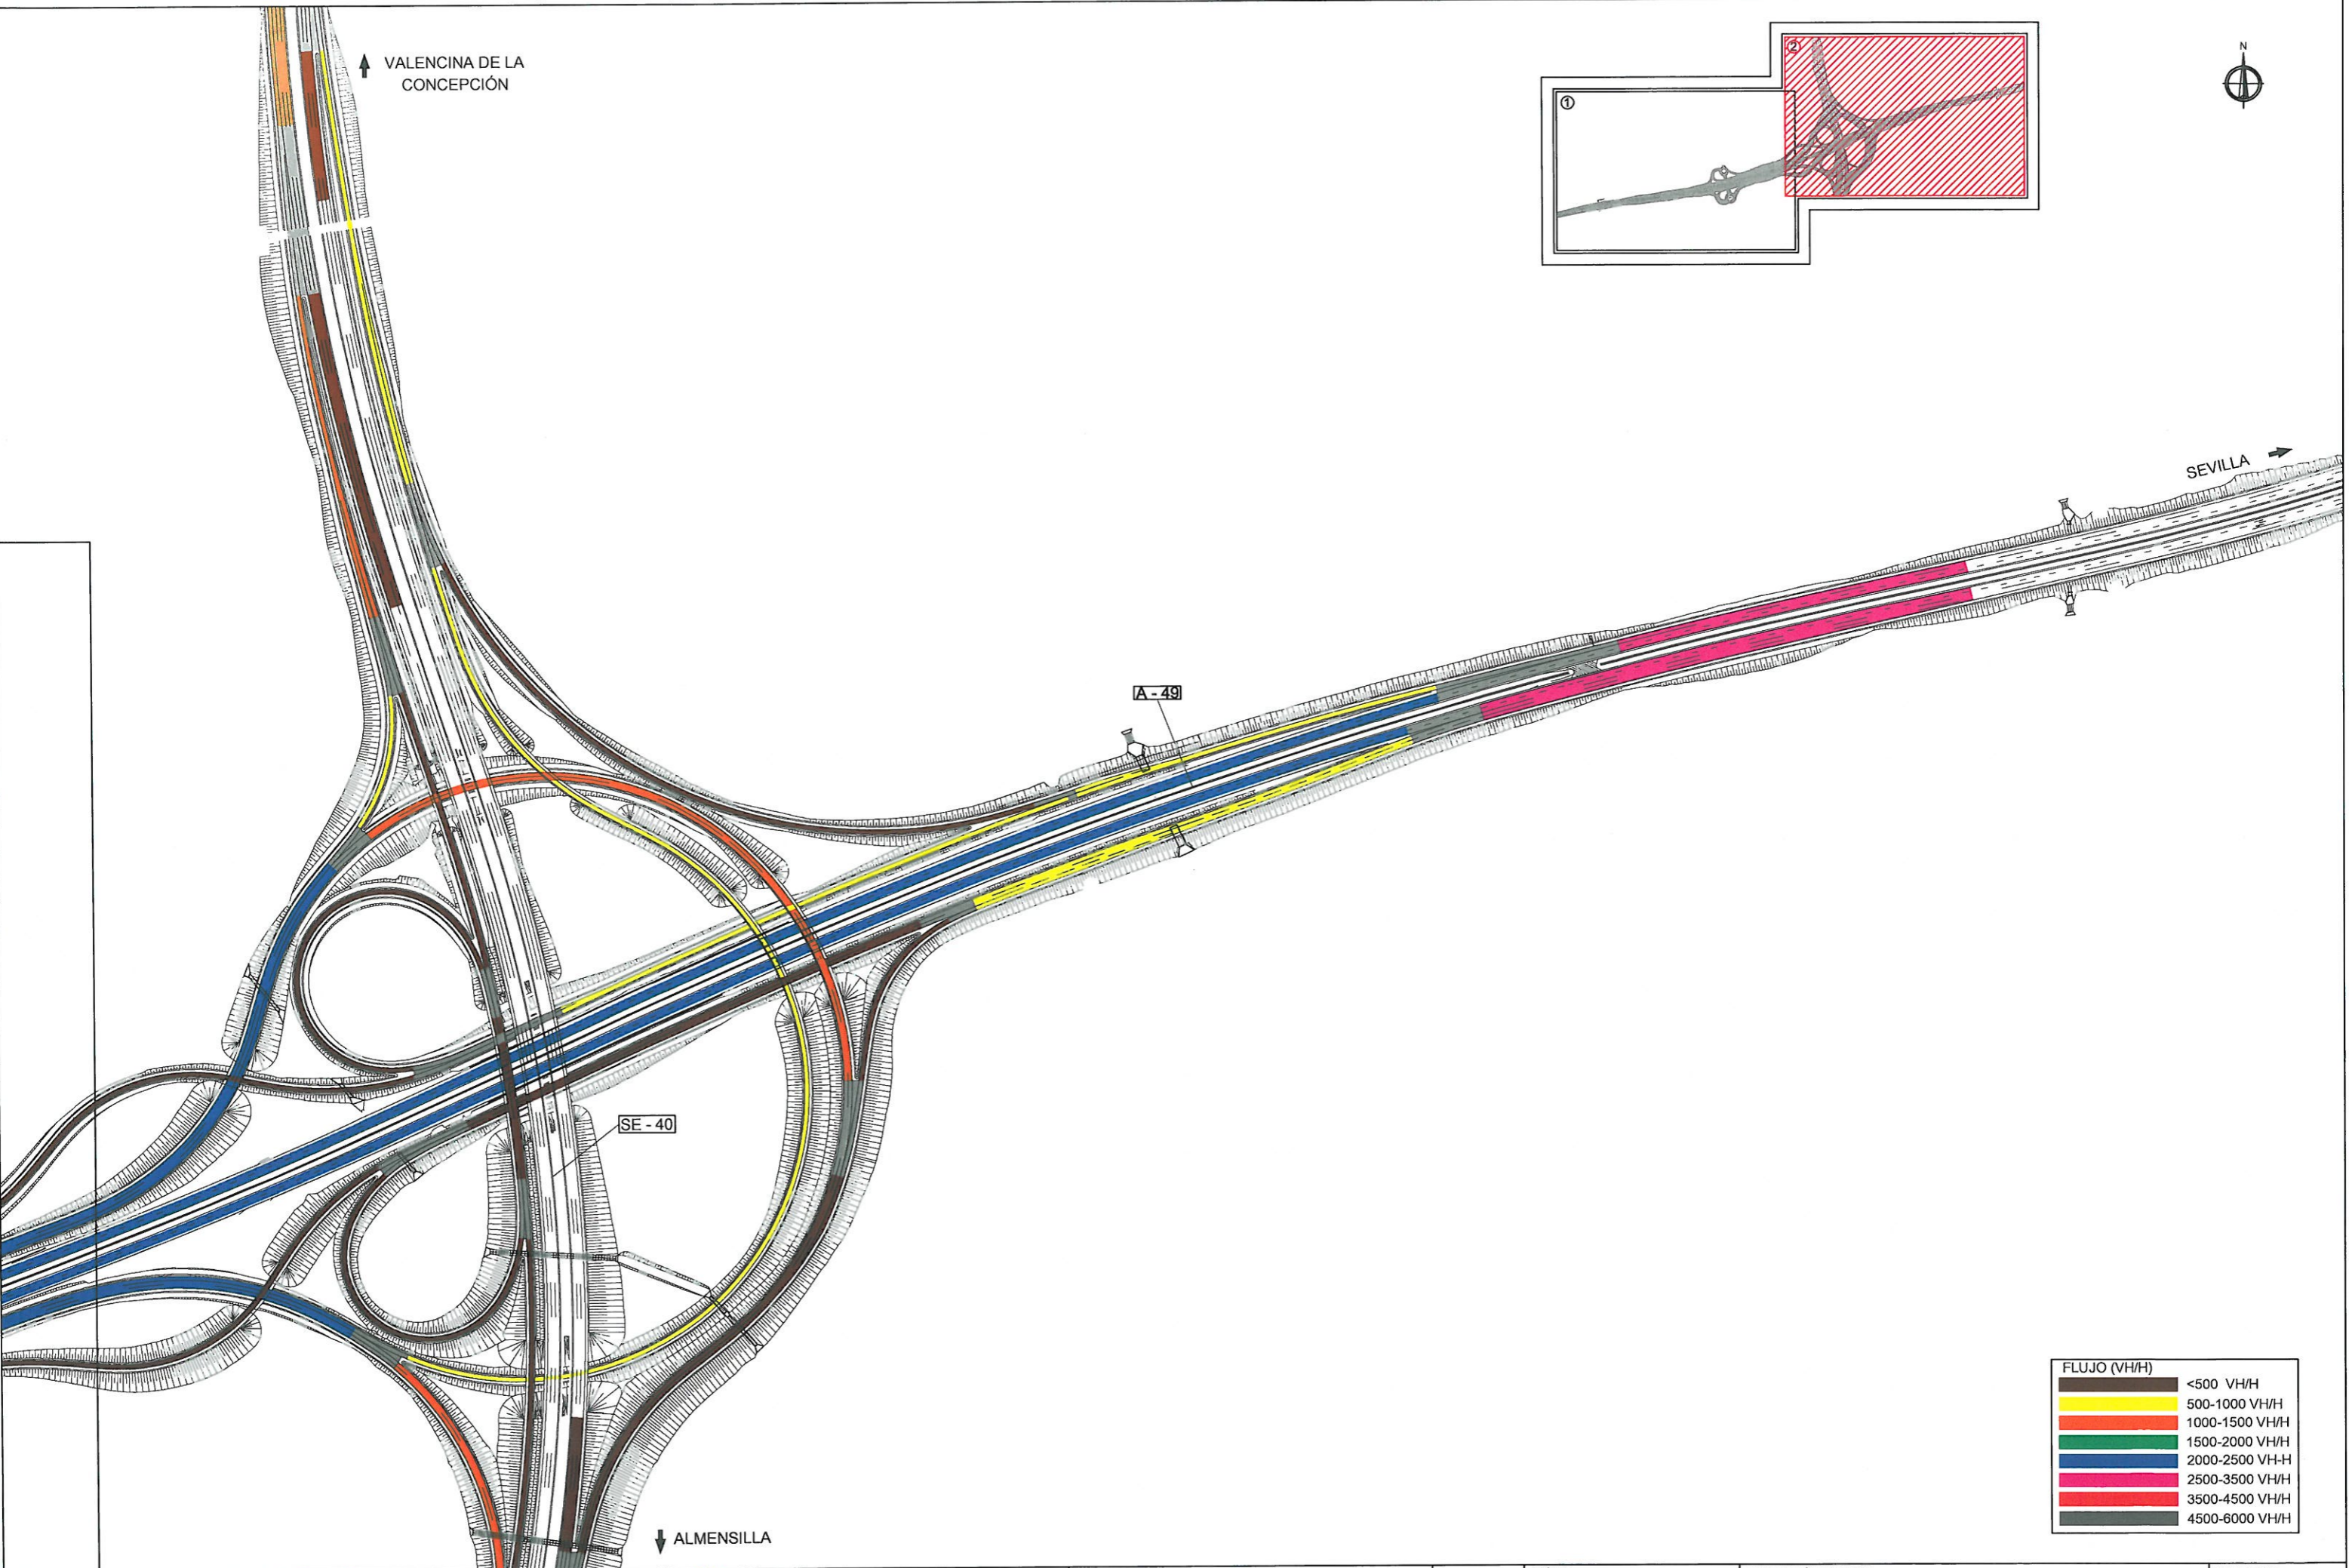 VALENCINA DE LA
CONCEPCIÓN
①
②
N
SEVILLA
A - 49
SE - 40
ALMENSILLA
FLUJO (VH/H)
<500 VH/H
500-1000 VH/H
1000-1500 VH/H
1500-2000 VH/H
2000-2500 VH-H
2500-3500 VH/H
3500-4500 VH/H
4500-6000 VH/H